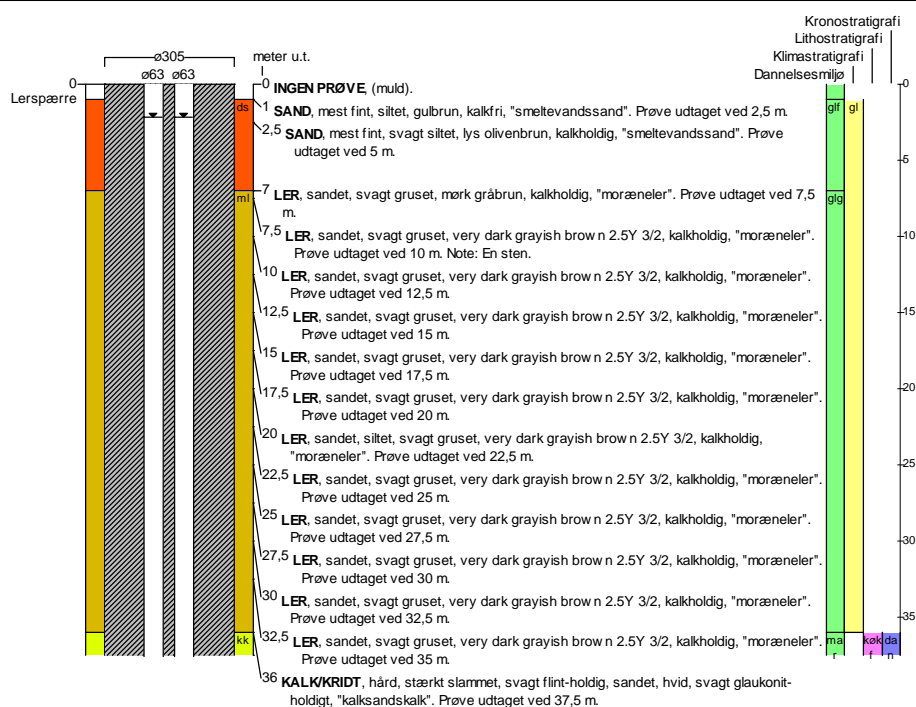 Kronostratigrafi
Lithostratigrafi
Klimastratigrafi
Dannelsesmiljø
ø305
ø63 ø63
meter u.t.
0
Lerspærre
0 INGEN PRØVE, (muld).
1 SAND, mest fint, siltet, gulbrun, kalkfri, "smeltevandssand". Prøve udtaget ved 2,5 m.
2,5 SAND, mest fint, svagt siltet, lys olivenbrun, kalkholdig, "smeltevandssand". Prøve
udtaget ved 5 m.
7 LER, sandet, svagt gruset, mørk gråbrun, kalkholdig, "moræneler". Prøve udtaget ved 7,5
m.
7,5 LER, sandet, svagt gruset, very dark grayish brown 2.5Y 3/2, kalkholdig, "moræneler".
Prøve udtaget ved 10 m. Note: En sten.
10 LER, sandet, svagt gruset, very dark grayish brown 2.5Y 3/2, kalkholdig, "moræneler".
Prøve udtaget ved 12,5 m.
12,5 LER, sandet, svagt gruset, very dark grayish brown 2.5Y 3/2, kalkholdig, "moræneler".
Prøve udtaget ved 15 m.
15 LER, sandet, svagt gruset, very dark grayish brown 2.5Y 3/2, kalkholdig, "moræneler".
Prøve udtaget ved 17,5 m.
17,5 LER, sandet, svagt gruset, very dark grayish brown 2.5Y 3/2, kalkholdig, "moræneler".
Prøve udtaget ved 20 m.
20 LER, sandet, siltet, svagt gruset, very dark grayish brown 2.5Y 3/2, kalkholdig,
"moræneler". Prøve udtaget ved 22,5 m.
22,5 LER, sandet, svagt gruset, very dark grayish brown 2.5Y 3/2, kalkholdig, "moræneler".
Prøve udtaget ved 25 m.
25 LER, sandet, svagt gruset, very dark grayish brown 2.5Y 3/2, kalkholdig, "moræneler".
Prøve udtaget ved 27,5 m.
27,5 LER, sandet, svagt gruset, very dark grayish brown 2.5Y 3/2, kalkholdig, "moræneler".
Prøve udtaget ved 30 m.
30 LER, sandet, svagt gruset, very dark grayish brown 2.5Y 3/2, kalkholdig, "moræneler".
Prøve udtaget ved 32,5 m.
32,5 LER, sandet, svagt gruset, very dark grayish brown 2.5Y 3/2, kalkholdig, "moræneler".
Prøve udtaget ved 35 m.
36 KALK/KRIDT, hård, stærkt slammet, svagt flint-holdig, sandet, hvid, svagt glaukonit-
holdigt, "kalksandskalk". Prøve udtaget ved 37,5 m.
ds
ml
kk
glf gl
glg
ma
r
køk
f
da
n
0
10
15
20
25
30
35